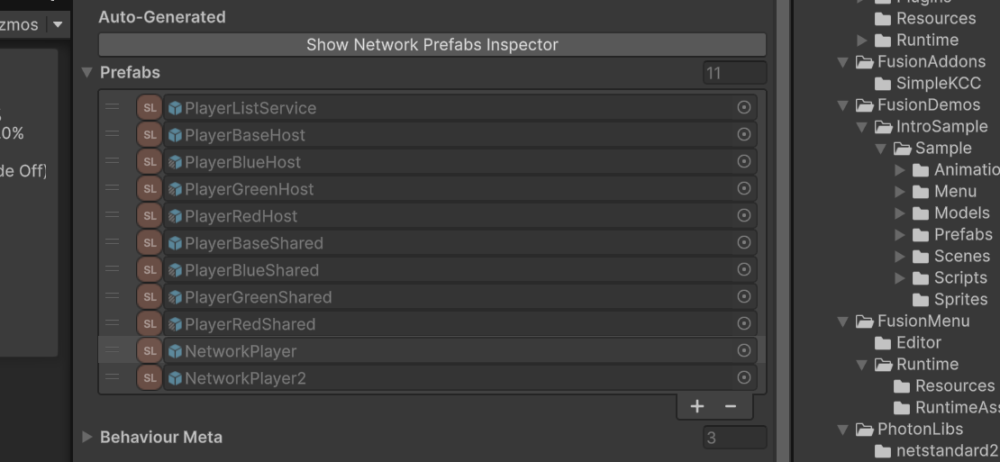 zmos
.0%
de Off)
Auto-Generated
Show Network Prefabs Inspector
Prefabs
11
SL PlayerListService
SL PlayerBaseHost
SL PlayerBlueHost
SL PlayerGreenHost
SL PlayerRedHost
SL PlayerBaseShared
SL PlayerBlueShared
SL PlayerGreenShared
SL PlayerRedShared
SL NetworkPlayer
SL NetworkPlayer2
+ −
Behaviour Meta
3
Plugins
Resources
Runtime
FusionAddons
SimpleKCC
FusionDemos
IntroSample
Sample
Animatio
Menu
Models
Prefabs
Scenes
Scripts
Sprites
FusionMenu
Editor
Runtime
Resources
RuntimeAss
PhotonLibs
netstandard2